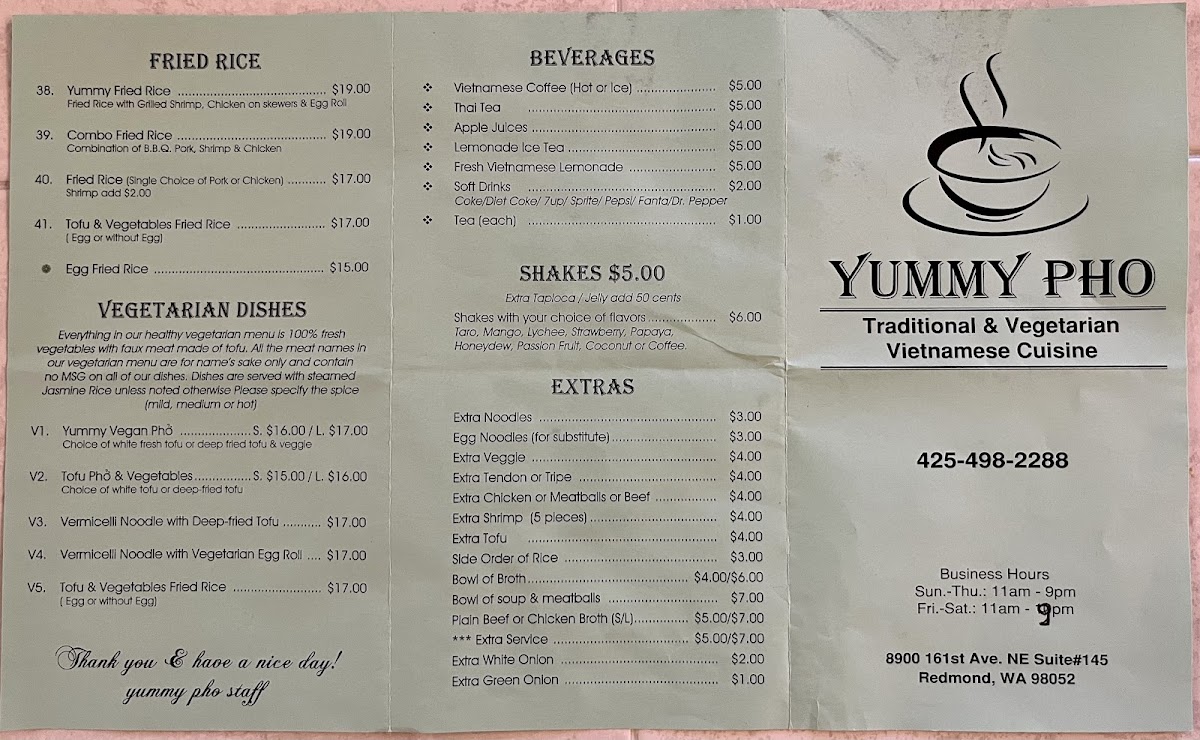 FRIED RICE
38. Yummy Fried Rice ........ $19.00
Fried Rice with Grilled Shrimp, Chicken on skewers & Egg Roll
39. Combo Fried Rice ........ $19.00
Combination of B.B.Q. Pork, Shrimp & Chicken
40. Fried Rice (Single Choice of Pork or Chicken) ........ $17.00
Shrimp add $2.00
41. Tofu & Vegetables Fried Rice ........ $17.00
( Egg or without Egg)
Egg Fried Rice ........ $15.00
VEGETARIAN DISHES
Everything in our healthy vegetarian menu is 100% fresh
vegetables with faux meat made of tofu. All the meat names in
our vegetarian menu are for name's sake only and contain
no MSG on all of our dishes. Dishes are served with steamed
Jasmine Rice unless noted otherwise Please specify the spice
(mild, medium or hot)
V1. Yummy Vegan Phở ........ S. $16.00 / L. $17.00
Choice of white fresh tofu or deep fried tofu & veggie
V2. Tofu Phở & Vegetables ........ S. $15.00 / L. $16.00
Choice of white tofu or deep-fried tofu
V3. Vermicelli Noodle with Deep-fried Tofu ........ $17.00
V4. Vermicelli Noodle with Vegetarian Egg Roll .... $17.00
V5. Tofu & Vegetables Fried Rice ........ $17.00
( Egg or without Egg)
Thank you & have a nice day!
yummy pho staff
BEVERAGES
❖ Vietnamese Coffee (Hot or Ice) ........ $5.00
❖ Thai Tea ........ $5.00
❖ Apple Juices ........ $4.00
❖ Lemonade Ice Tea ........ $5.00
❖ Fresh Vietnamese Lemonade ........ $5.00
❖ Soft Drinks ........ $2.00
Coke/Diet Coke/ 7up/ Sprite/ Pepsi/ Fanta/Dr. Pepper
❖ Tea (each) ........ $1.00
SHAKES $5.00
Extra Tapioca / Jelly add 50 cents
Shakes with your choice of flavors ........ $6.00
Taro, Mango, Lychee, Strawberry, Papaya,
Honeydew, Passion Fruit, Coconut or Coffee.
EXTRAS
Extra Noodles ........ $3.00
Egg Noodles (for substitute) ........ $3.00
Extra Veggie ........ $4.00
Extra Tendon or Tripe ........ $4.00
Extra Chicken or Meatballs or Beef ........ $4.00
Extra Shrimp (5 pieces) ........ $4.00
Extra Tofu ........ $4.00
Side Order of Rice ........ $3.00
Bowl of Broth ........ $4.00/$6.00
Bowl of soup & meatballs ........ $7.00
Plain Beef or Chicken Broth (S/L) ........ $5.00/$7.00
*** Extra Service ........ $5.00/$7.00
Extra White Onion ........ $2.00
Extra Green Onion ........ $1.00
YUMMY PHO
Traditional & Vegetarian
Vietnamese Cuisine
425-498-2288
Business Hours
Sun.-Thu.: 11am - 9pm
Fri.-Sat.: 11am - 9pm
8900 161st Ave. NE Suite#145
Redmond, WA 98052